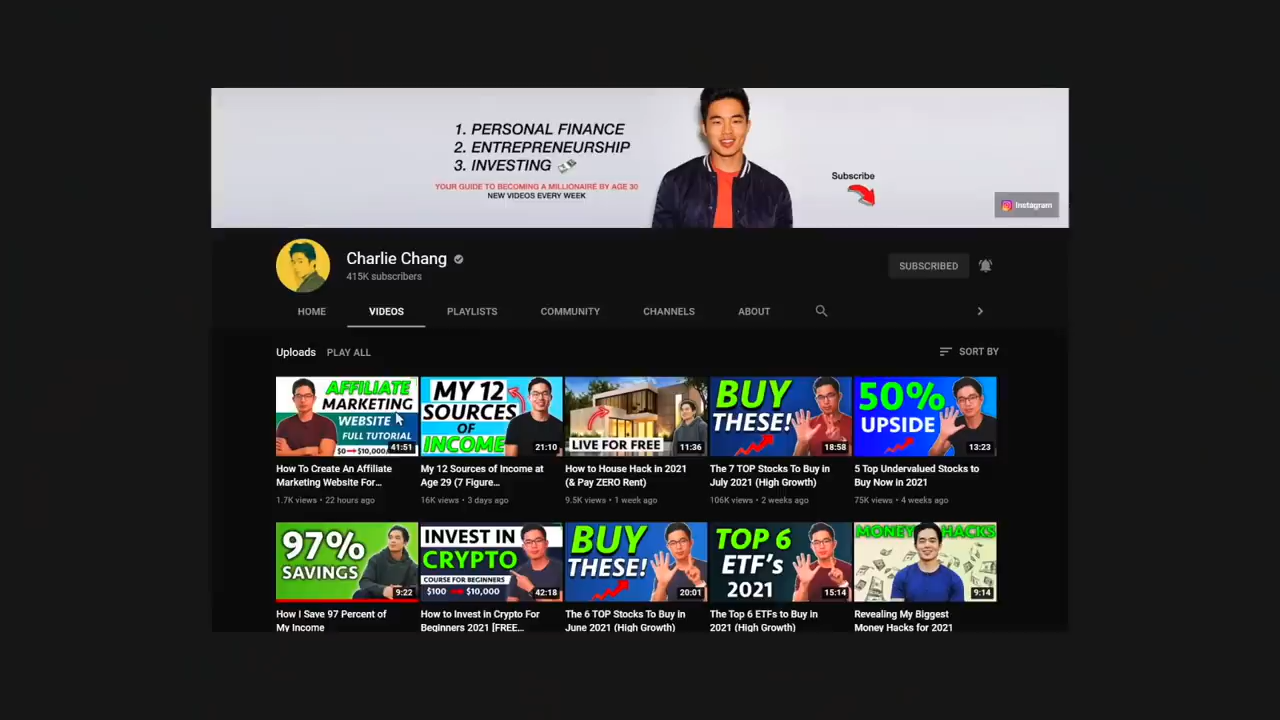 1. PERSONAL FINANCE
2. ENTREPRENEURSHIP
3. INVESTING
YOUR GUIDE TO BECOMING A MILLIONAIRE BY AGE 30
NEW VIDEOS EVERY WEEK
Subscribe
Instagram
Charlie Chang
415K subscribers
SUBSCRIBED
HOME VIDEOS PLAYLISTS COMMUNITY CHANNELS ABOUT
Uploads PLAY ALL
SORT BY
AFFILIATE
MARKETING
WEBSITE
FULL TUTORIAL
$0 → $10,000
41:51
How To Create An Affiliate
Marketing Website For...
1.7K views • 22 hours ago
MY 12
SOURCES
OF
INCOME
21:10
My 12 Sources of Income at
Age 29 (7 Figure...
16K views • 3 days ago
LIVE FOR FREE
11:36
How to House Hack in 2021
(& Pay ZERO Rent)
9.5K views • 1 week ago
BUY
THESE!
18:58
The 7 TOP Stocks To Buy in
July 2021 (High Growth)
106K views • 2 weeks ago
50%
UPSIDE
13:23
5 Top Undervalued Stocks to
Buy Now in 2021
75K views • 4 weeks ago
97%
SAVINGS
9:22
How I Save 97 Percent of
My Income
INVEST IN
CRYPTO
COURSE FOR BEGINNERS
$100 → $10,000
42:18
How to Invest in Crypto For
Beginners 2021 [FREE...
BUY
THESE!
20:01
The 6 TOP Stocks To Buy in
June 2021 (High Growth)
TOP 6
ETF's
2021
15:14
The Top 6 ETFs to Buy in
2021 (High Growth)
MONEY HACKS
9:14
Revealing My Biggest
Money Hacks for 2021